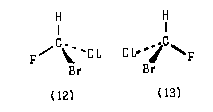 H H
C Cl Cl C
F Br Br F
(12) (13)